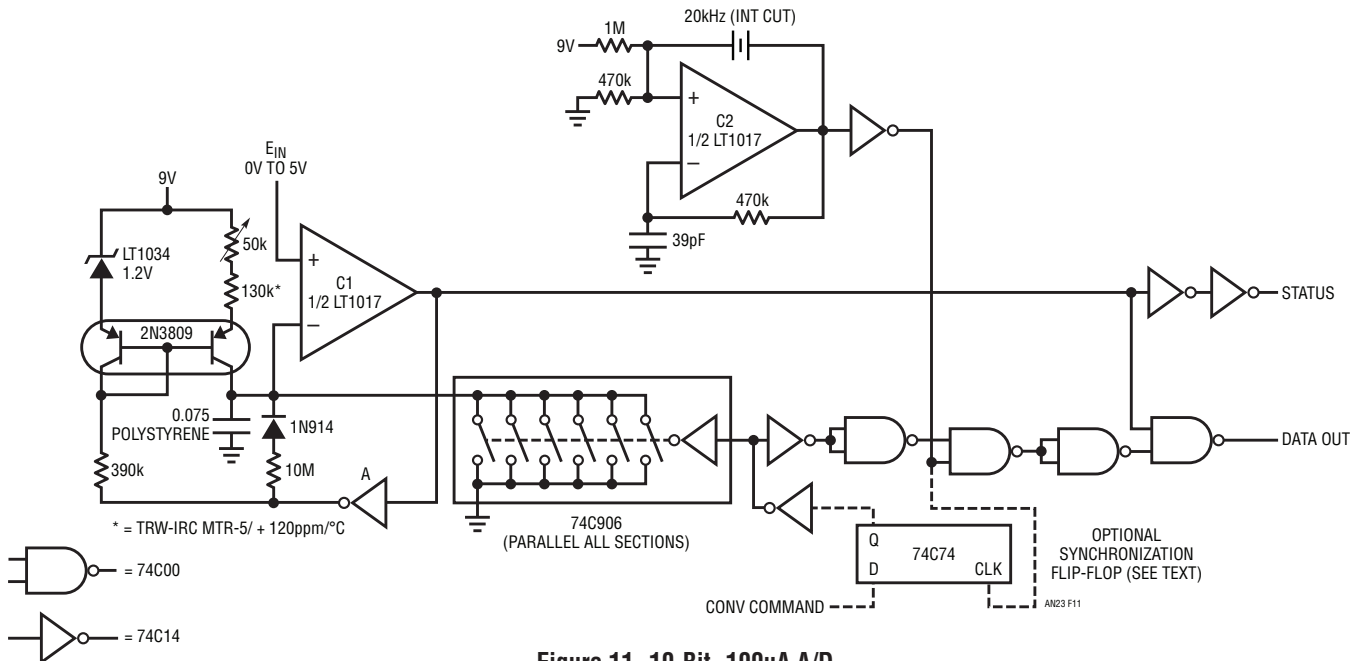 20kHz (INT CUT)
1M
9V
470k
+
C2
1/2 LT1017
–
470k
39pF
EIN
0V TO 5V
9V
LT1034
1.2V
50k
130k*
+
C1
1/2 LT1017
–
2N3809
STATUS
0.075
POLYSTYRENE
1N914
10M
390k
A
DATA OUT
* = TRW-IRC MTR-5/ + 120ppm/°C
74C906
(PARALLEL ALL SECTIONS)
Q
D
74C74
CLK
OPTIONAL
SYNCHRONIZATION
FLIP-FLOP (SEE TEXT)
CONV COMMAND
AN23 F11
= 74C00
= 74C14
Figure 11. 10-Bit, 100µA A/D